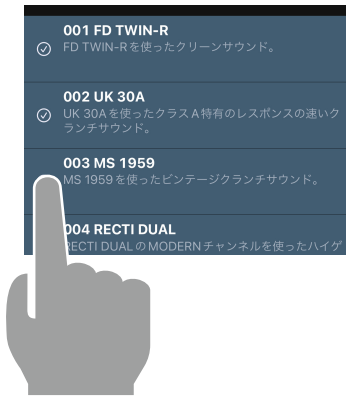 001 FD TWIN-R
FD TWIN-Rを使ったクリーンサウンド。
002 UK 30A
UK 30Aを使ったクラスA特有のレスポンスの速いク
ランチサウンド。
003 MS 1959
MS 1959を使ったビンテージクランチサウンド。
004 RECTI DUAL
RECTI DUALのMODERNチャンネルを使ったハイゲ